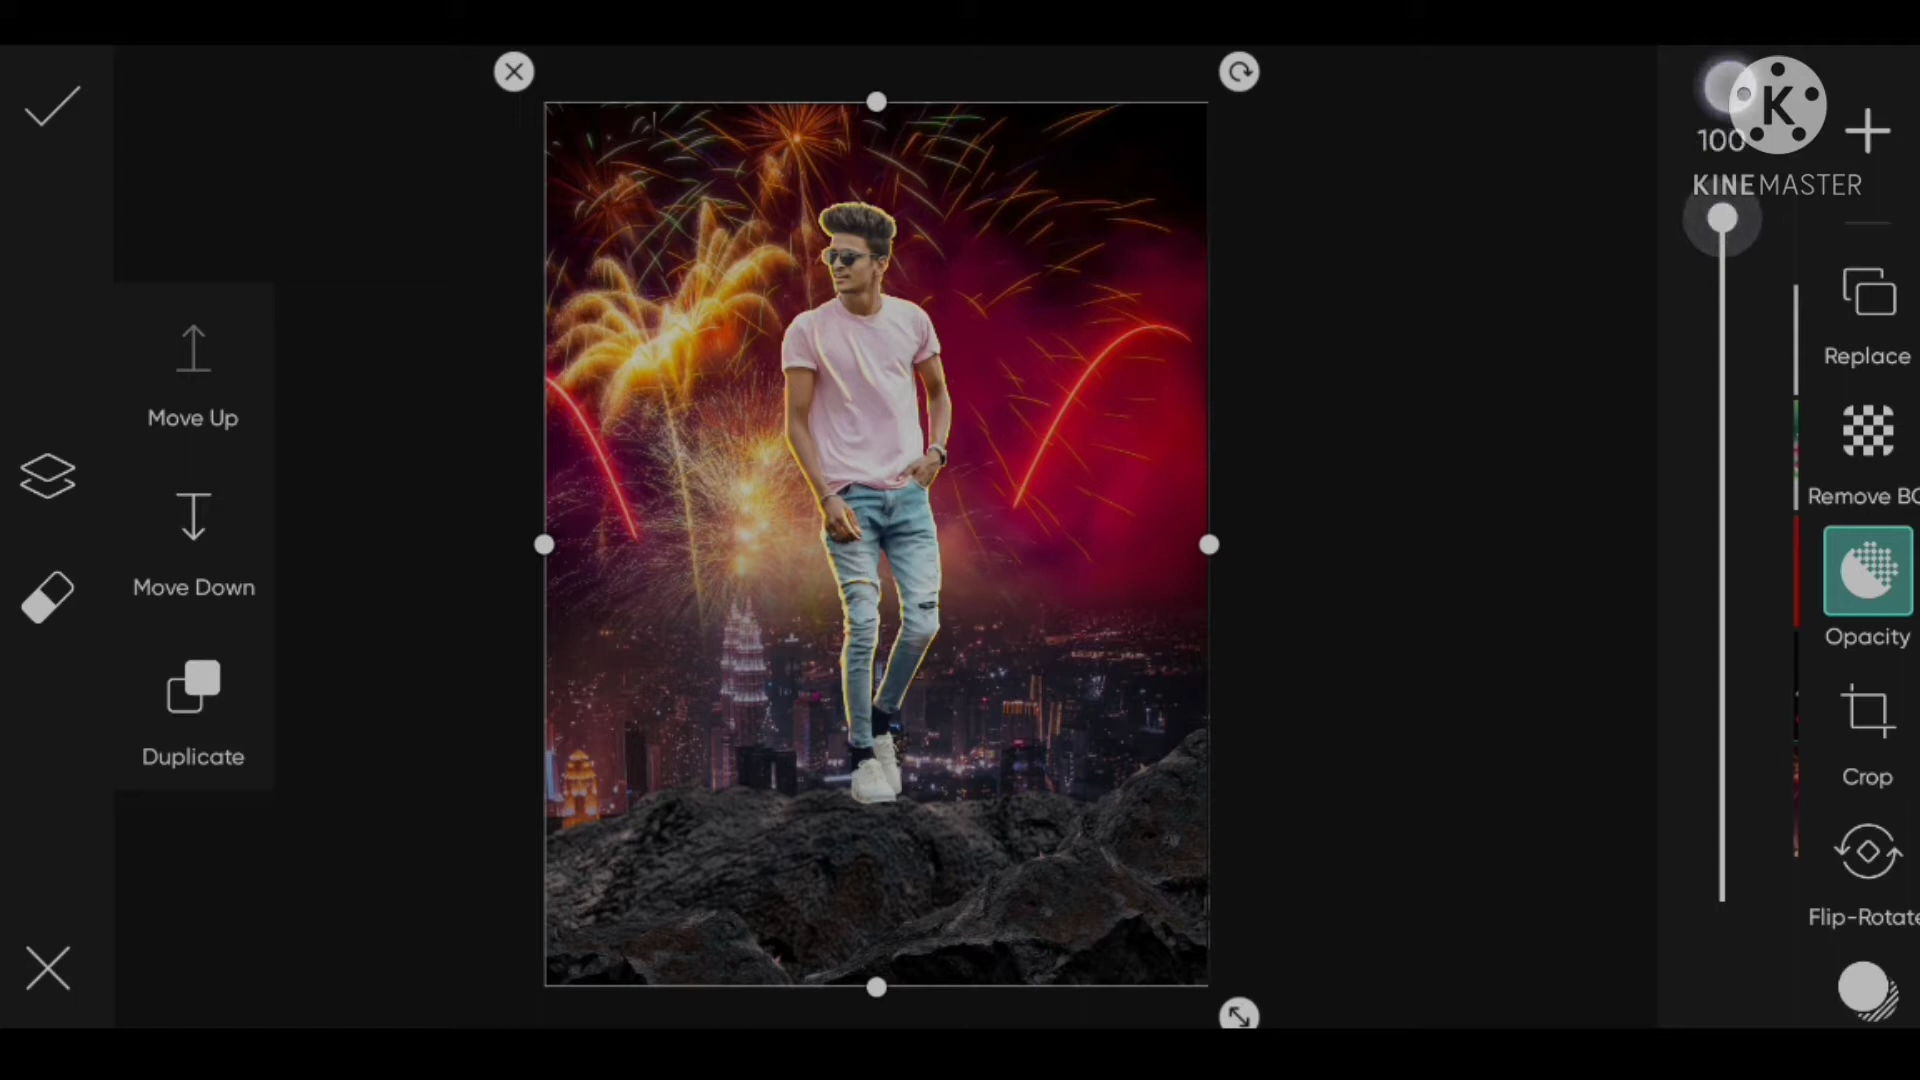 100
K
KINEMASTER
Move Up
Move Down
Duplicate
Replace
Remove BG
Opacity
Crop
Flip-Rotate